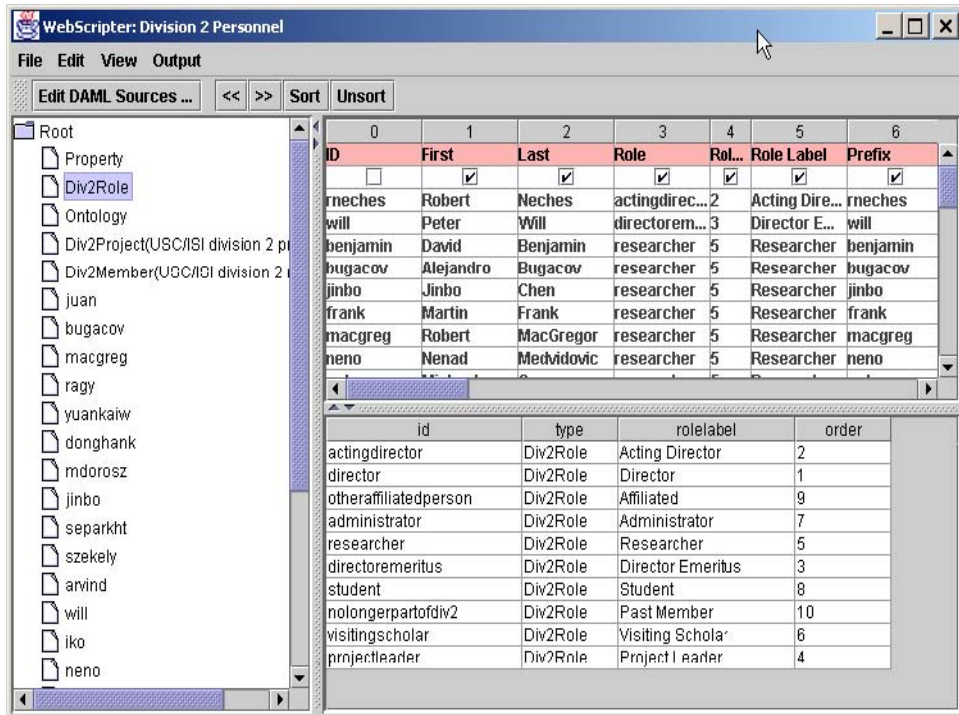 WebScripter: Division 2 Personnel
File Edit View Output
Edit DAML Sources ... << >> Sort Unsort
Root
Property
Div2Role
Ontology
Div2Project(USC/ISI division 2
Div2Member(USC/ISI division 2
juan
bugacov
macgreg
ragy
yuankaiw
donghank
mdorosz
jinbo
separkht
szekely
arvind
will
iko
neno
0 1 2 3 4 5 6
ID First Last Role Rol... Role Label Prefix
rneches Robert Neches actingdirec... 2 Acting Dire... rneches
will Peter Will directorem... 3 Director E... will
benjamin David Benjamin researcher 5 Researcher benjamin
bugacov Alejandro Bugacov researcher 5 Researcher bugacov
jinbo Jinbo Chen researcher 5 Researcher jinbo
frank Martin Frank researcher 5 Researcher frank
macgreg Robert MacGregor researcher 5 Researcher macgreg
neno Nenad Medvidovic researcher 5 Researcher neno
id type rolelabel order
actingdirector Div2Role Acting Director 2
director Div2Role Director 1
otheraffiliatedperson Div2Role Affiliated 9
administrator Div2Role Administrator 7
researcher Div2Role Researcher 5
directoremeritus Div2Role Director Emeritus 3
student Div2Role Student 8
nolongerpartofdiv2 Div2Role Past Member 10
visitingscholar Div2Role Visiting Scholar 6
projectleader Div2Role Project Leader 4